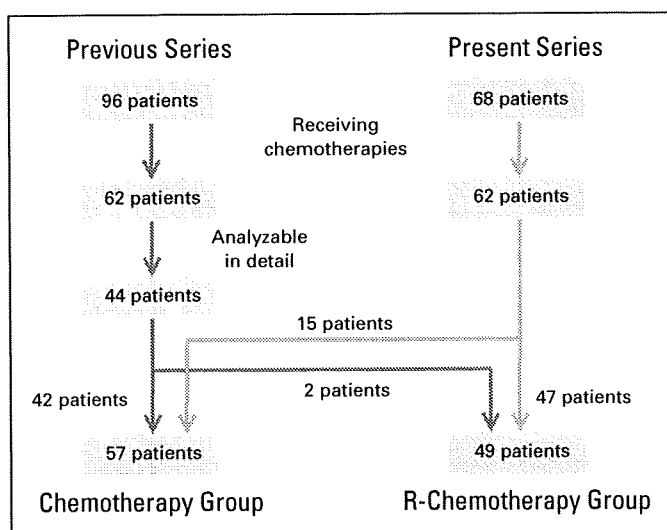 Previous Series
Present Series
96 patients
68 patients
Receiving
chemotherapies
62 patients
62 patients
Analyzable
in detail
44 patients
15 patients
42 patients
2 patients
47 patients
57 patients
49 patients
Chemotherapy Group
R-Chemotherapy Group